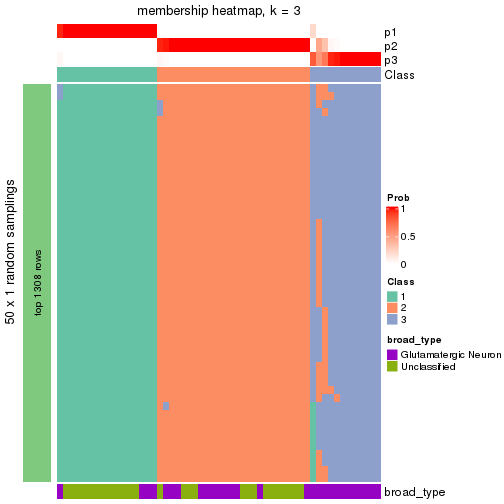 membership heatmap, k = 3
p1
p2
p3
Class
50 x 1 random samplings
top 1308 rows
Prob
1
0.5
0
Class
1
2
3
broad_type
Glutamatergic Neuron
Unclassified
broad_type